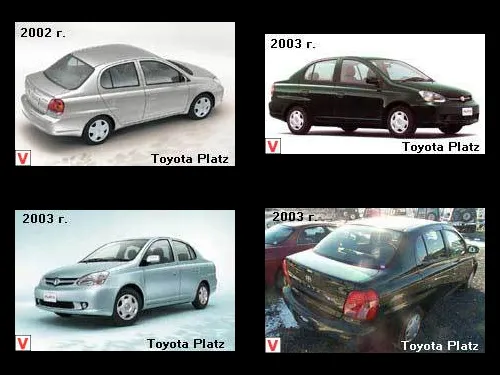 2002 г.
V
Toyota Platz
2003 г.
V
Toyota Platz
2003 г.
V
Toyota Platz
2003 г.
V
Toyota Platz